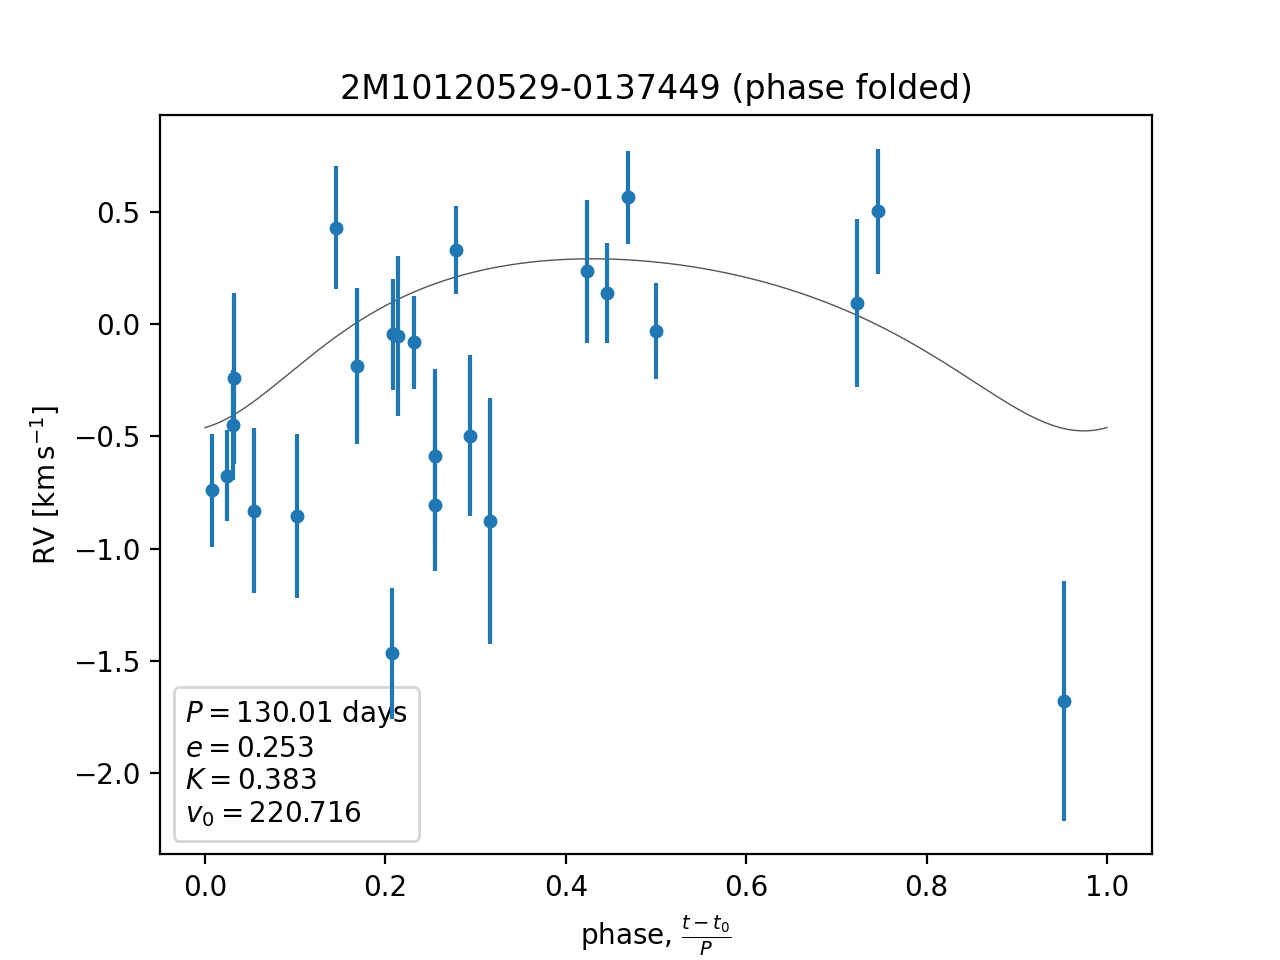 2M10120529-0137449 (phase folded)
RV [km s⁻¹]
0.5
0.0
−0.5
−1.0
−1.5
−2.0
P = 130.01 days
e = 0.253
K = 0.383
v₀ = 220.716
0.0 0.2 0.4 0.6 0.8 1.0
phase, (t − t₀)/P